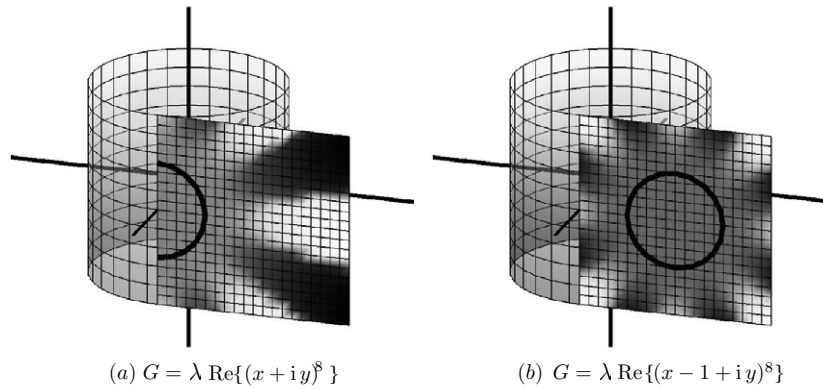 (a) G = λ Re{(x + i y)⁸ }
(b) G = λ Re{(x − 1 + i y)⁸}